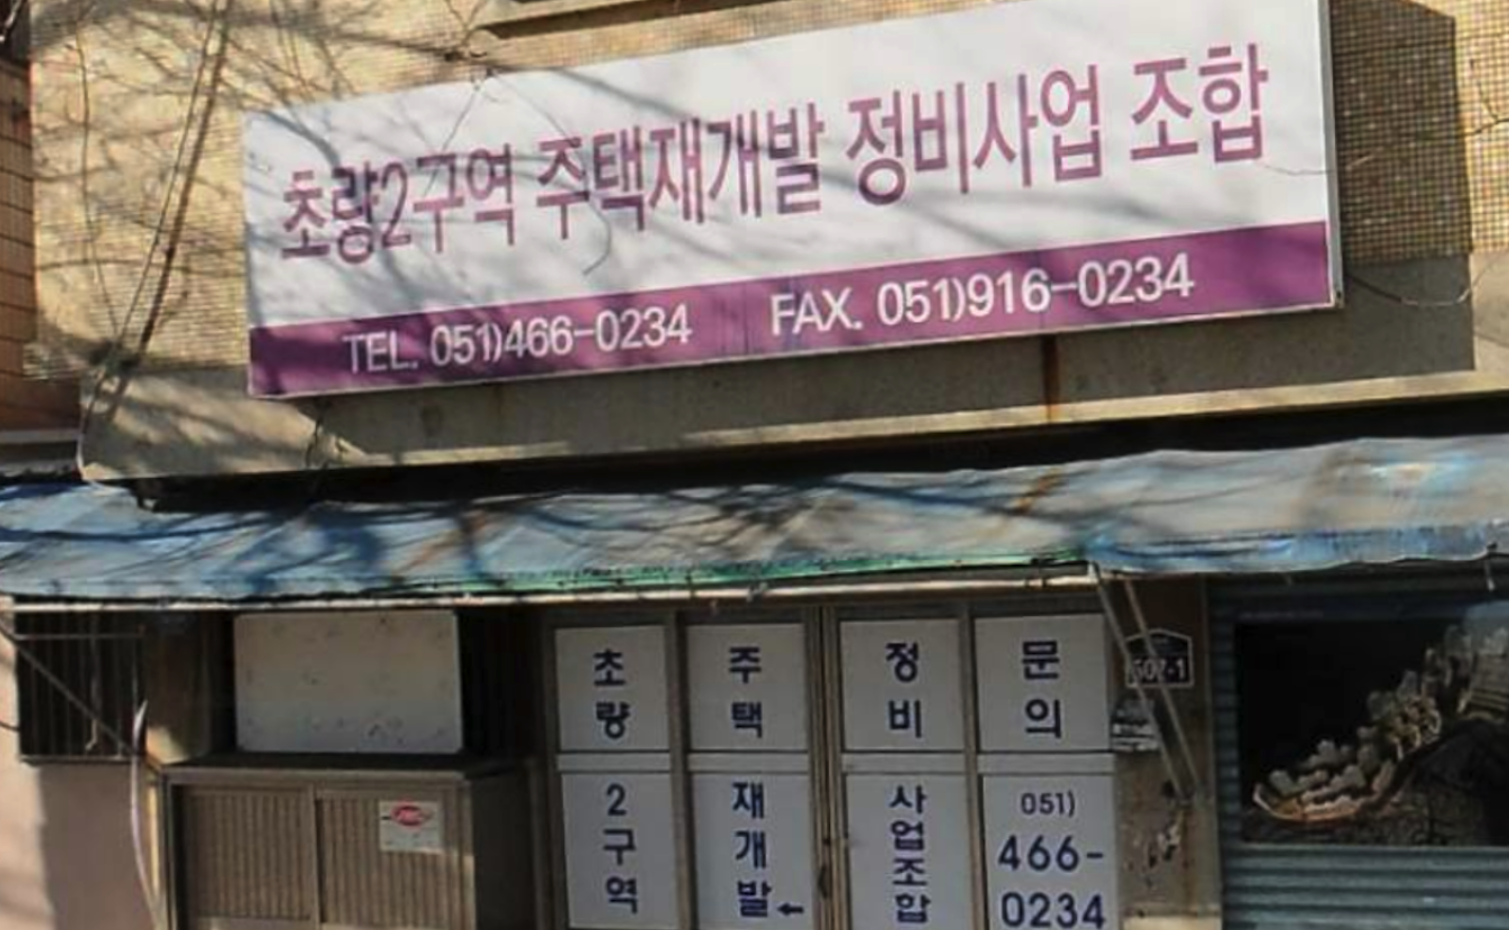 초량2구역 주택재개발 정비사업 조합
TEL. 051)466-0234 FAX. 051)916-0234
초량
2구역
주택
재개발←
정비
사업조합
문의
051)
466-
0234